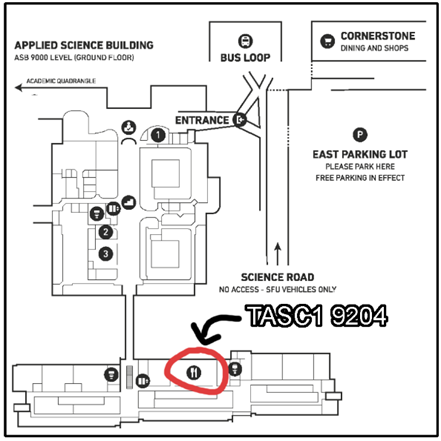 APPLIED SCIENCE BUILDING
ASB 9000 LEVEL (GROUND FLOOR)
ACADEMIC QUADRANGLE
BUS LOOP
CORNERSTONE
DINING AND SHOPS
ENTRANCE
1
P
EAST PARKING LOT
PLEASE PARK HERE
FREE PARKING IN EFFECT
2
3
SCIENCE ROAD
NO ACCESS - SFU VEHICLES ONLY
TASC1 9204